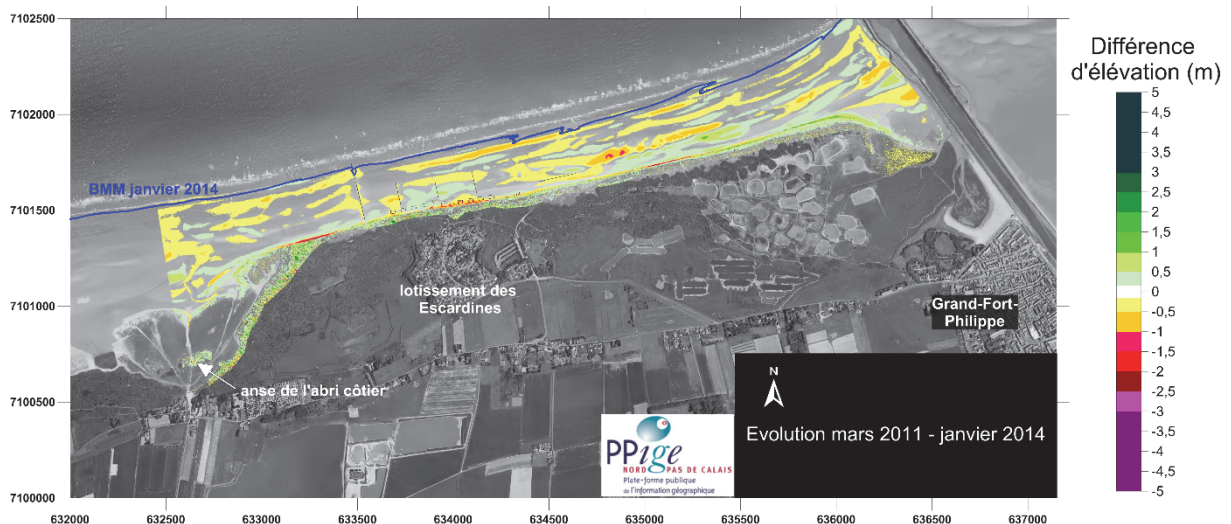 7102500
7102000
7101500
7101000
7100500
7100000
632000
632500
633000
633500
634000
634500
635000
635500
636000
636500
637000
BMM janvier 2014
lotissement des
Escardines
Grand-Fort-
Philippe
anse de l'abri côtier
N
Evolution mars 2011 - janvier 2014
PPige
NORD PAS DE CALAIS
Plate-forme publique
de l'information géographique
Différence
d'élévation (m)
5
4,5
4
3,5
3
2,5
2
1,5
1
0,5
0
-0,5
-1
-1,5
-2
-2,5
-3
-3,5
-4
-4,5
-5